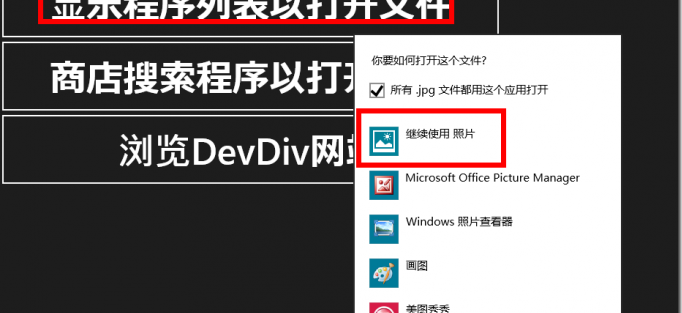 显示程序列表以打开文件
商店搜索程序以打开
浏览DevDiv网站
你要如何打开这个文件?
所有 .jpg 文件都用这个应用打开
继续使用 照片
Microsoft Office Picture Manager
Windows 照片查看器
画图
美图秀秀